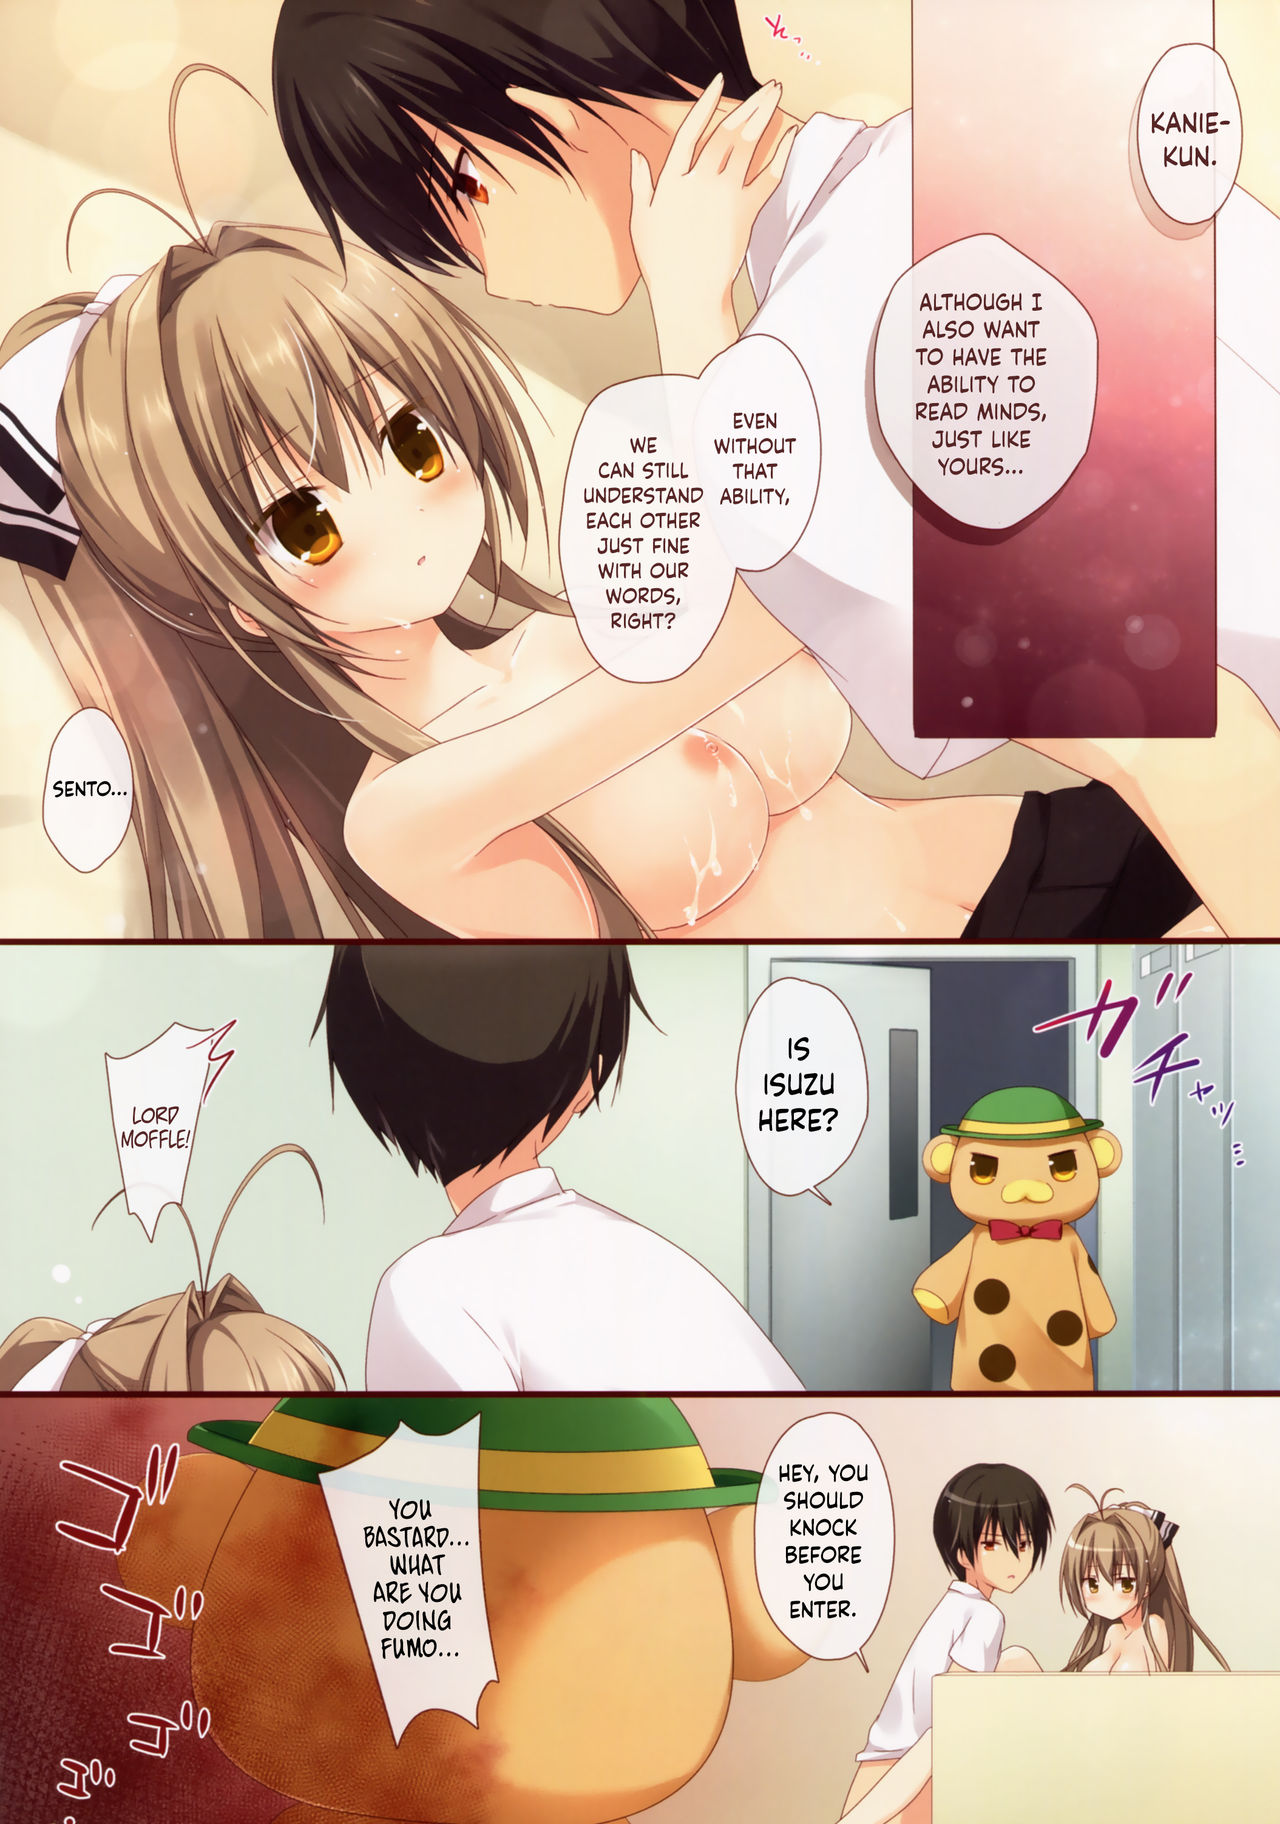 KANIE-
KUN.
ALTHOUGH I
ALSO WANT
TO HAVE THE
ABILITY TO
READ MINDS,
JUST LIKE
YOURS...
EVEN
WITHOUT
THAT
ABILITY,
WE
CAN STILL
UNDERSTAND
EACH OTHER
JUST FINE
WITH OUR
WORDS,
RIGHT?
SENTO...
ガチャッ
IS
ISUZU
HERE?
LORD
MOFFLE!
HEY, YOU
SHOULD
KNOCK
BEFORE
YOU
ENTER.
YOU
BASTARD...
WHAT
ARE YOU
DOING
FUMO...
ゴゴゴゴ